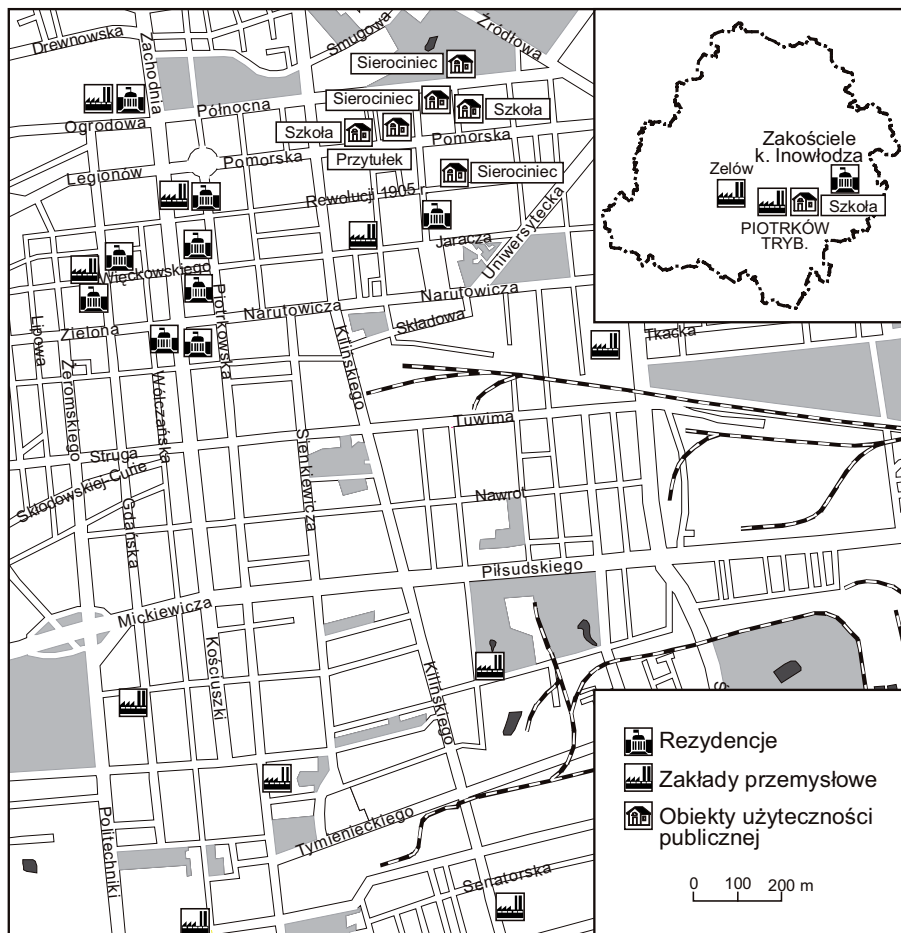 Drewnowska
Zachodnia
Smugowa
Źródłowa
Sierociniec
Sierociniec
Północna
Szkoła
Ogrodowa
Szkoła
Pomorska
Przytułek
Pomorska
Legionów
Sierociniec
Rewolucji 1905 r.
Jaracza
Uniwersytecka
Więckowskiego
Piotrkowska
Narutowicza
Narutowicza
Składowa
Lipowa
Zielona
Kilińskiego
Tkacka
Żeromskiego
Wólczańska
Tuwima
Sienkiewicza
Struga
Skłodowskiej-Curie
Nawrot
Gdańska
Piłsudskiego
Mickiewicza
Kościuszki
Kilińskiego
S
Politechniki
Tymienieckiego
Senatorska
Zakościele
k. Inowłodza
Zelów
Szkoła
PIOTRKÓW
TRYB.
Rezydencje
Zakłady przemysłowe
Obiekty użyteczności
publicznej
0 100 200 m